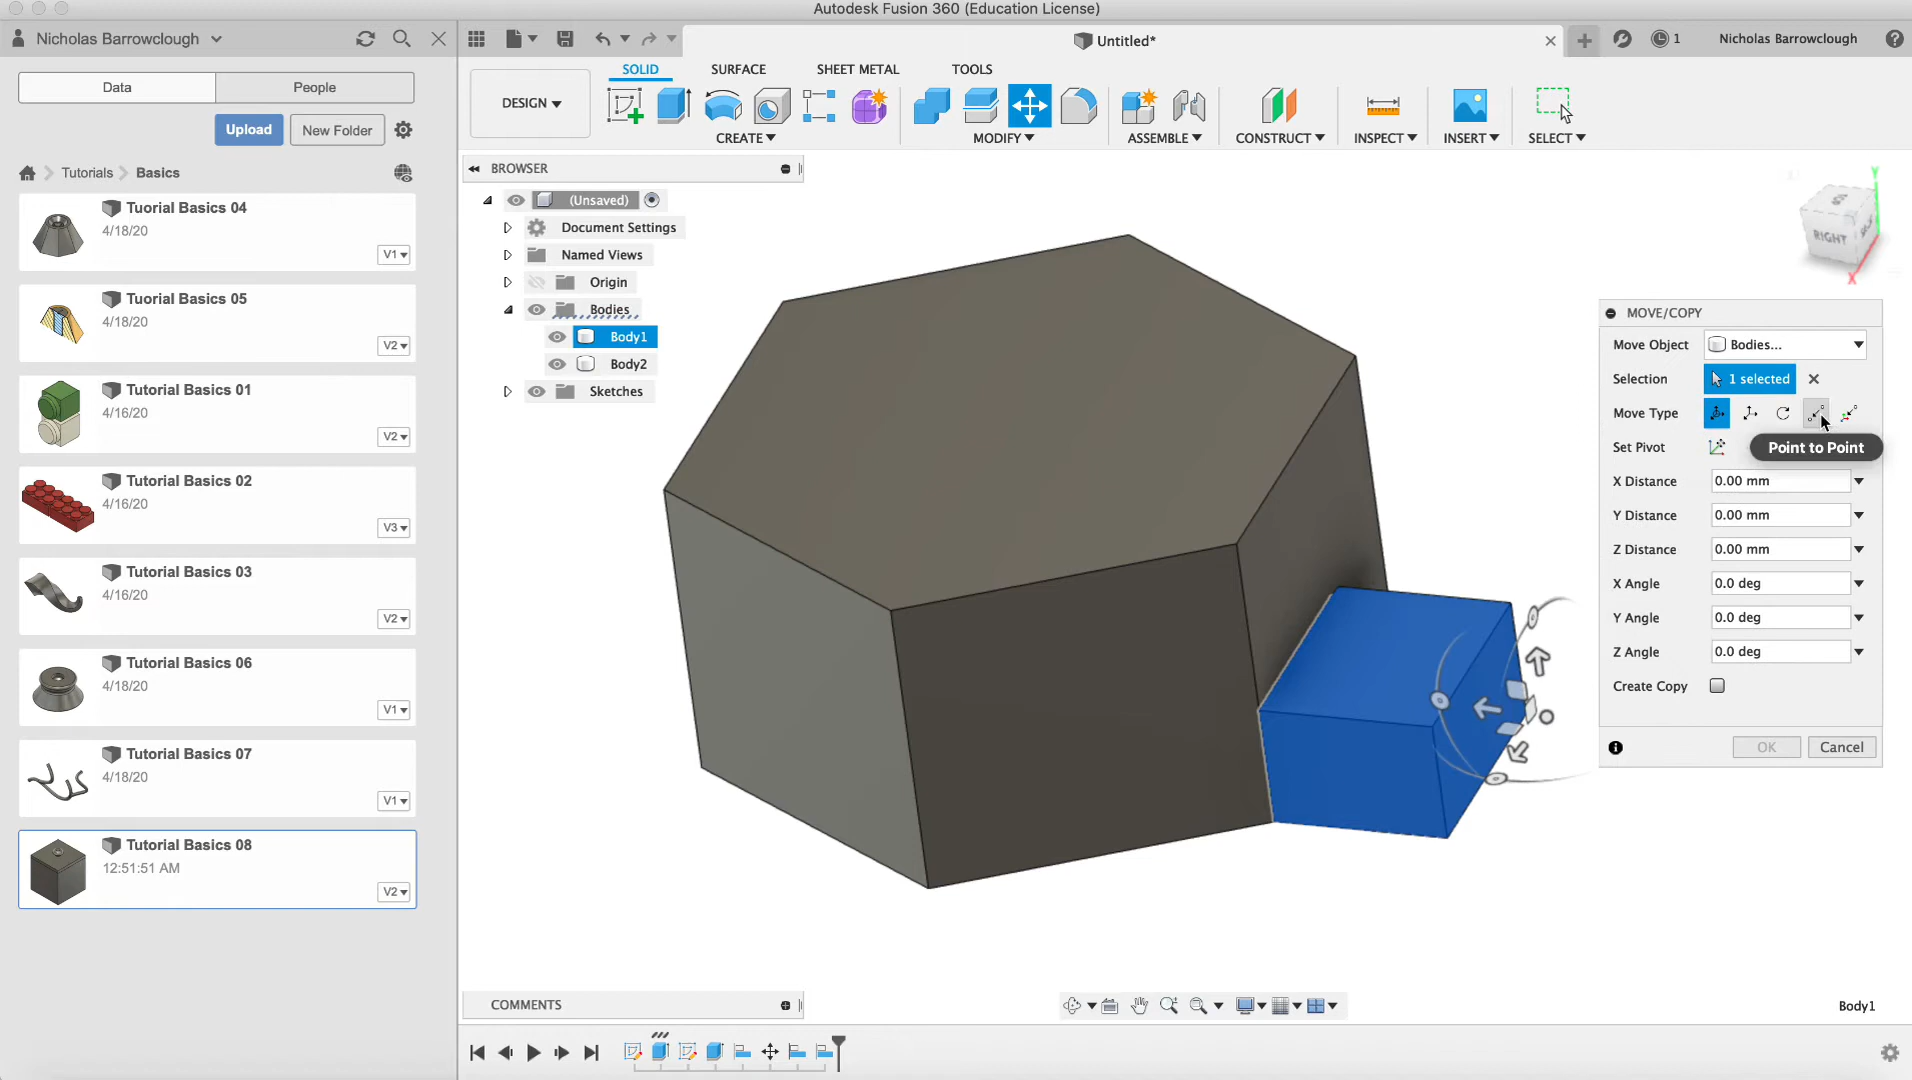 Autodesk Fusion 360 (Education License)
Nicholas Barrowclough
Untitled*
1
Nicholas Barrowclough
Data
People
Upload
New Folder
Tutorials
Basics
Tuorial Basics 04
4/18/20
V1
Tuorial Basics 05
4/18/20
V2
Tutorial Basics 01
4/16/20
V2
Tutorial Basics 02
4/16/20
V3
Tutorial Basics 03
4/16/20
V2
Tutorial Basics 06
4/18/20
V1
Tutorial Basics 07
4/18/20
V1
Tutorial Basics 08
12:51:51 AM
V2
DESIGN
SOLID
SURFACE
SHEET METAL
TOOLS
CREATE
MODIFY
ASSEMBLE
CONSTRUCT
INSPECT
INSERT
SELECT
BROWSER
(Unsaved)
Document Settings
Named Views
Origin
Bodies
Body1
Body2
Sketches
Y
RIGHT
X
MOVE/COPY
Move Object
Bodies...
Selection
1 selected
Move Type
Set Pivot
Point to Point
X Distance
0.00 mm
Y Distance
0.00 mm
Z Distance
0.00 mm
X Angle
0.0 deg
Y Angle
0.0 deg
Z Angle
0.0 deg
Create Copy
OK
Cancel
COMMENTS
Body1